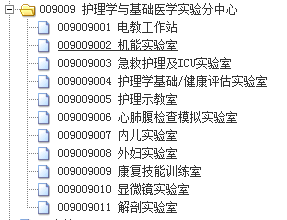 009009 护理学与基础医学实验分中心
009009001 电教工作站
009009002 机能实验室
009009003 急救护理及ICU实验室
009009004 护理学基础/健康评估实验室
009009005 护理示教室
009009006 心肺腹检查模拟实验室
009009007 内儿实验室
009009008 外妇实验室
009009009 康复技能训练室
009009010 显微镜实验室
009009011 解剖实验室